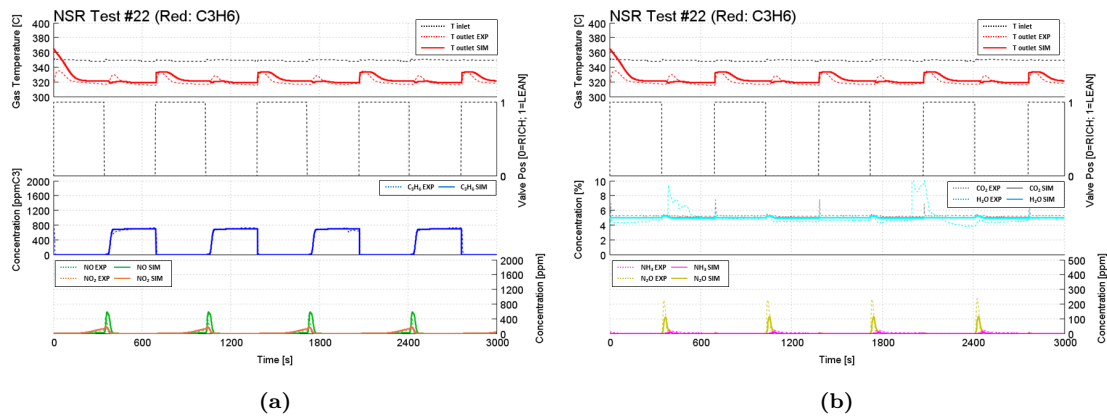 NSR Test #22 (Red: C3H6)
Gas Temperature [C]
400
380
360
340
320
300
T inlet
T outlet EXP
T outlet SIM
1
0
Valve Pos [0=RICH; 1=LEAN]
Concentration [ppmC3]
2000
1600
1200
800
400
0
C₃H₆ EXP C₃H₆ SIM
NO EXP NO SIM
NO₂ EXP NO₂ SIM
2000
1600
1200
800
400
0
Concentration [ppm]
0 600 1200 1800 2400 3000
Time [s]
(a)
NSR Test #22 (Red: C3H6)
Gas Temperature [C]
400
380
360
340
320
300
T inlet
T outlet EXP
T outlet SIM
1
0
Valve Pos [0=RICH; 1=LEAN]
Concentration [%]
10
8
6
4
2
0
CO₂ EXP CO₂ SIM
H₂O EXP H₂O SIM
NH₃ EXP NH₃ SIM
N₂O EXP N₂O SIM
500
400
300
200
100
0
Concentration [ppm]
0 600 1200 1800 2400 3000
Time [s]
(b)